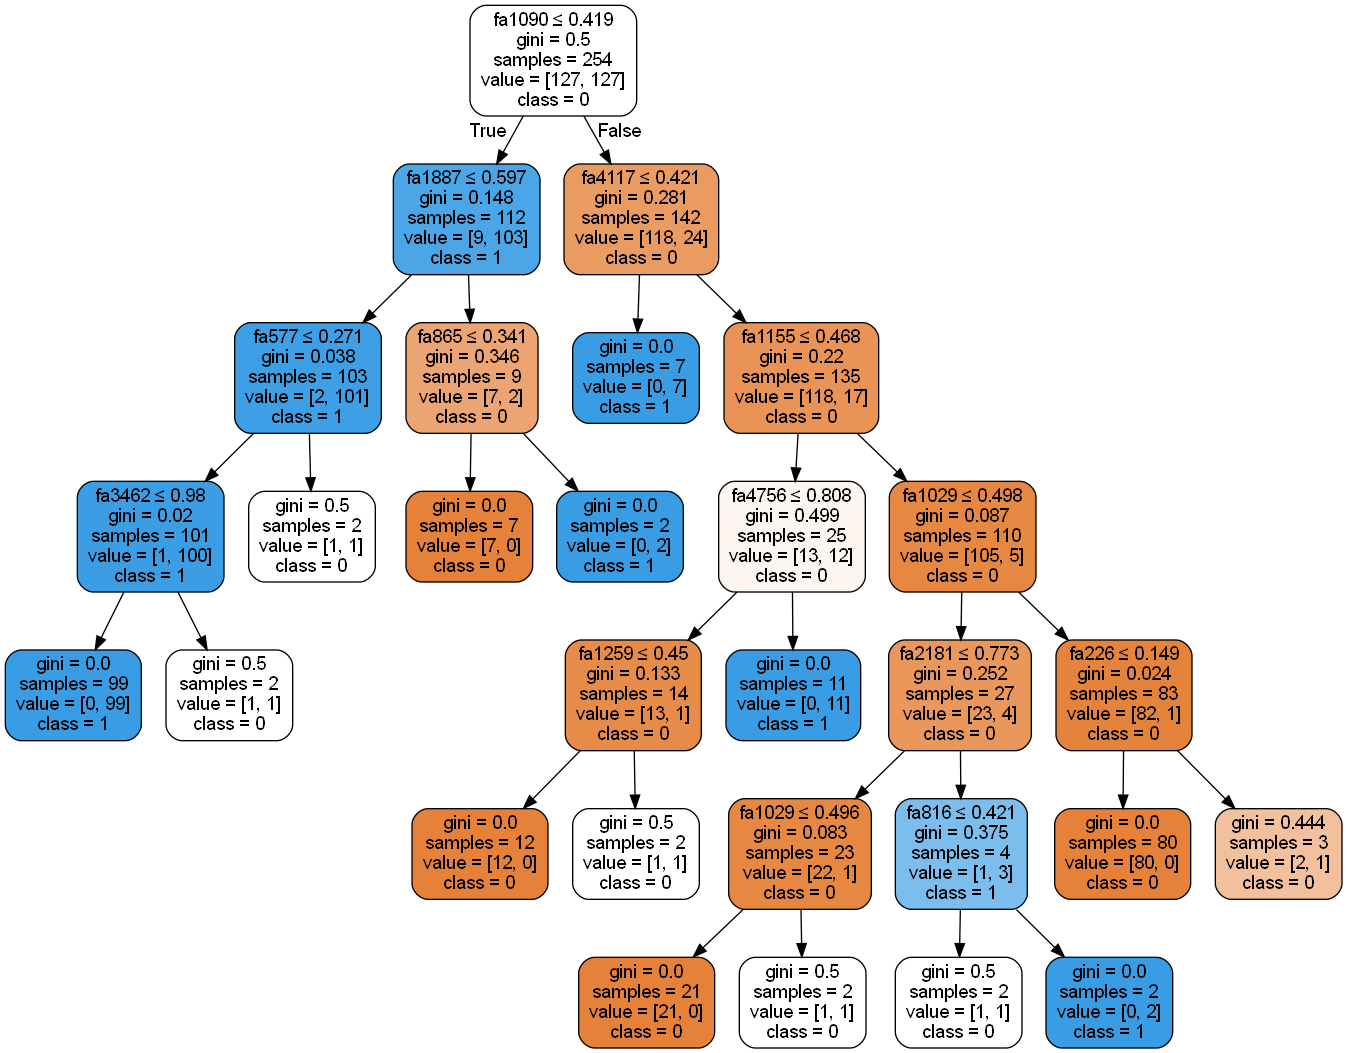 fa1090 ≤ 0.419
gini = 0.5
samples = 254
value = [127, 127]
class = 0
True
False
fa1887 ≤ 0.597
gini = 0.148
samples = 112
value = [9, 103]
class = 1
fa4117 ≤ 0.421
gini = 0.281
samples = 142
value = [118, 24]
class = 0
fa577 ≤ 0.271
gini = 0.038
samples = 103
value = [2, 101]
class = 1
fa865 ≤ 0.341
gini = 0.346
samples = 9
value = [7, 2]
class = 0
gini = 0.0
samples = 7
value = [0, 7]
class = 1
fa1155 ≤ 0.468
gini = 0.22
samples = 135
value = [118, 17]
class = 0
fa3462 ≤ 0.98
gini = 0.02
samples = 101
value = [1, 100]
class = 1
gini = 0.5
samples = 2
value = [1, 1]
class = 0
gini = 0.0
samples = 7
value = [7, 0]
class = 0
gini = 0.0
samples = 2
value = [0, 2]
class = 1
fa4756 ≤ 0.808
gini = 0.499
samples = 25
value = [13, 12]
class = 0
fa1029 ≤ 0.498
gini = 0.087
samples = 110
value = [105, 5]
class = 0
gini = 0.0
samples = 99
value = [0, 99]
class = 1
gini = 0.5
samples = 2
value = [1, 1]
class = 0
fa1259 ≤ 0.45
gini = 0.133
samples = 14
value = [13, 1]
class = 0
gini = 0.0
samples = 11
value = [0, 11]
class = 1
fa2181 ≤ 0.773
gini = 0.252
samples = 27
value = [23, 4]
class = 0
fa226 ≤ 0.149
gini = 0.024
samples = 83
value = [82, 1]
class = 0
gini = 0.0
samples = 12
value = [12, 0]
class = 0
gini = 0.5
samples = 2
value = [1, 1]
class = 0
fa1029 ≤ 0.496
gini = 0.083
samples = 23
value = [22, 1]
class = 0
fa816 ≤ 0.421
gini = 0.375
samples = 4
value = [1, 3]
class = 1
gini = 0.0
samples = 80
value = [80, 0]
class = 0
gini = 0.444
samples = 3
value = [2, 1]
class = 0
gini = 0.0
samples = 21
value = [21, 0]
class = 0
gini = 0.5
samples = 2
value = [1, 1]
class = 0
gini = 0.5
samples = 2
value = [1, 1]
class = 0
gini = 0.0
samples = 2
value = [0, 2]
class = 1